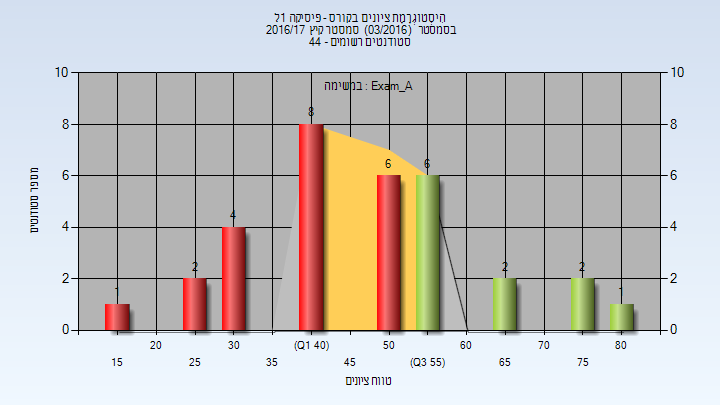 היסטוגרמת ציונים בקורס - פיסיקה 1ל
בסמסטר (03/2016) סמסטר קיץ 2016/17
סטודנטים רשומים - 44
במשימה : Exam_A
מספר סטודנטים
10 10
8 8
6 6
4 4
2 2
0 0
1 2 4 8 6 6 2 2 1
20 30 (Q1 40) 50 60 70 80
15 25 35 45 (Q3 55) 65 75
טווח ציונים